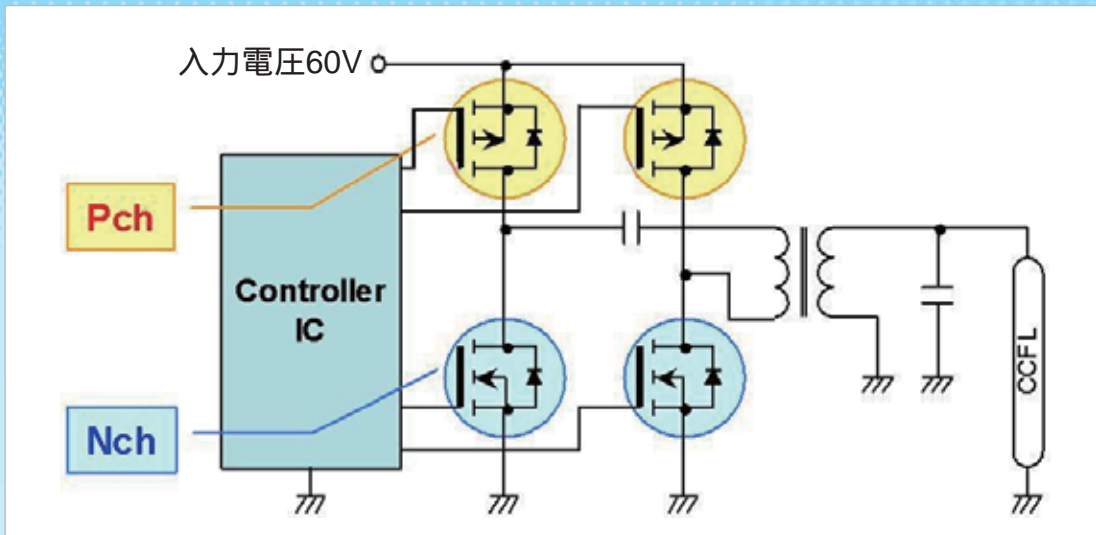 入力電圧60V
Pch
Controller
IC
Nch
CCFL